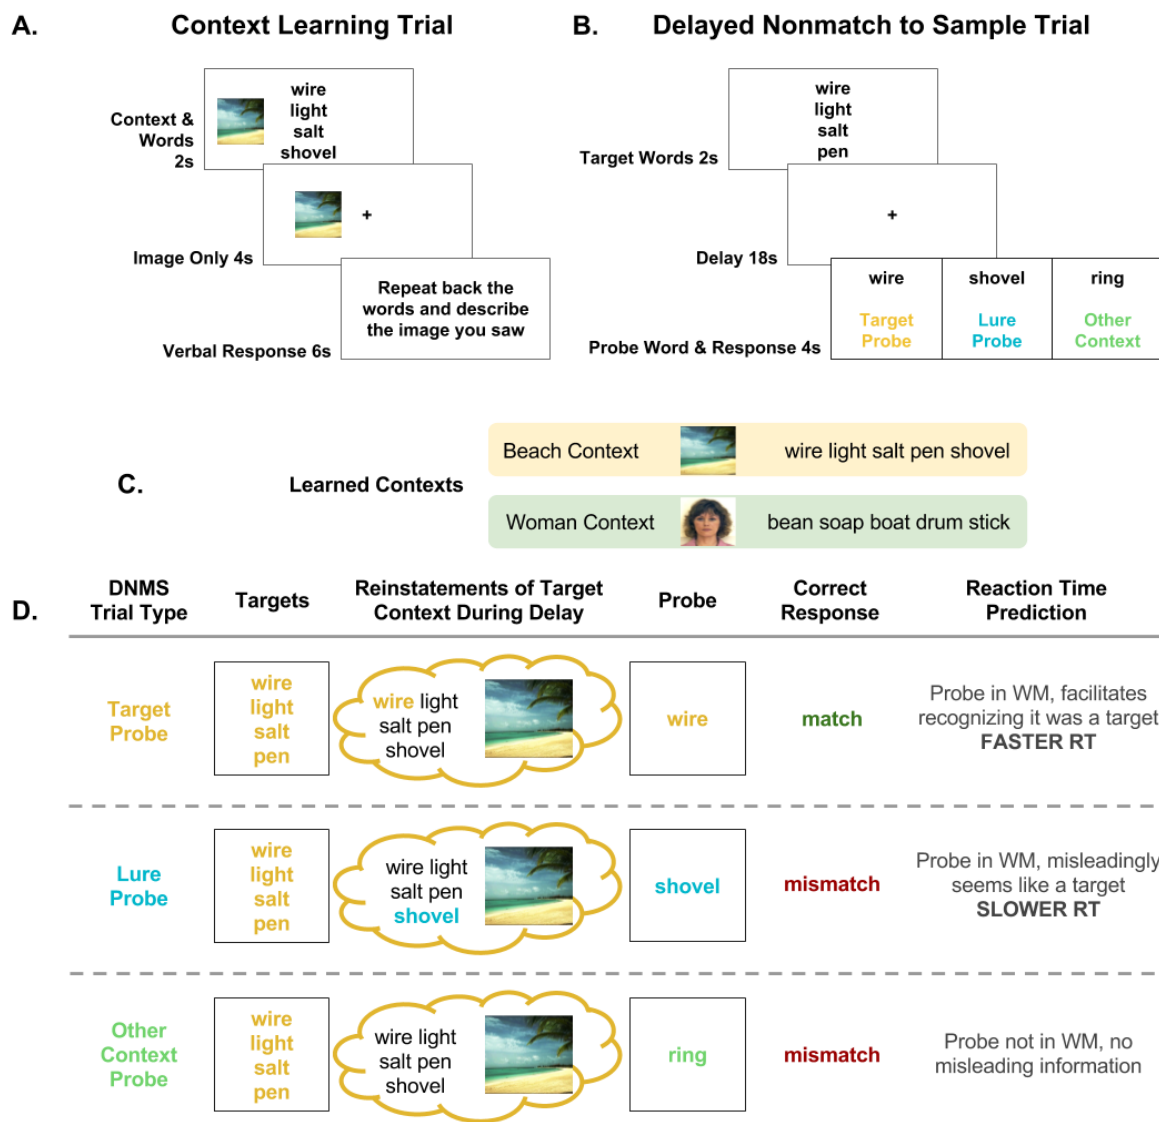 A.
Context Learning Trial
Context &
Words
2s
wire
light
salt
shovel
+
Image Only 4s
Repeat back the
words and describe
the image you saw
Verbal Response 6s
B.
Delayed Nonmatch to Sample Trial
wire
light
salt
pen
Target Words 2s
+
Delay 18s
wire
Target
Probe
shovel
Lure
Probe
ring
Other
Context
Probe Word & Response 4s
C.
Learned Contexts
Beach Context
wire light salt pen shovel
Woman Context
bean soap boat drum stick
D.
DNMS
Trial Type
Targets
Reinstatements of Target
Context During Delay
Probe
Correct
Response
Reaction Time
Prediction
Target
Probe
wire
light
salt
pen
wire light
salt pen
shovel
wire
match
Probe in WM, facilitates
recognizing it was a target
FASTER RT
Lure
Probe
wire
light
salt
pen
wire light
salt pen
shovel
shovel
mismatch
Probe in WM, misleadingly
seems like a target
SLOWER RT
Other
Context
Probe
wire
light
salt
pen
wire light
salt pen
shovel
ring
mismatch
Probe not in WM, no
misleading information